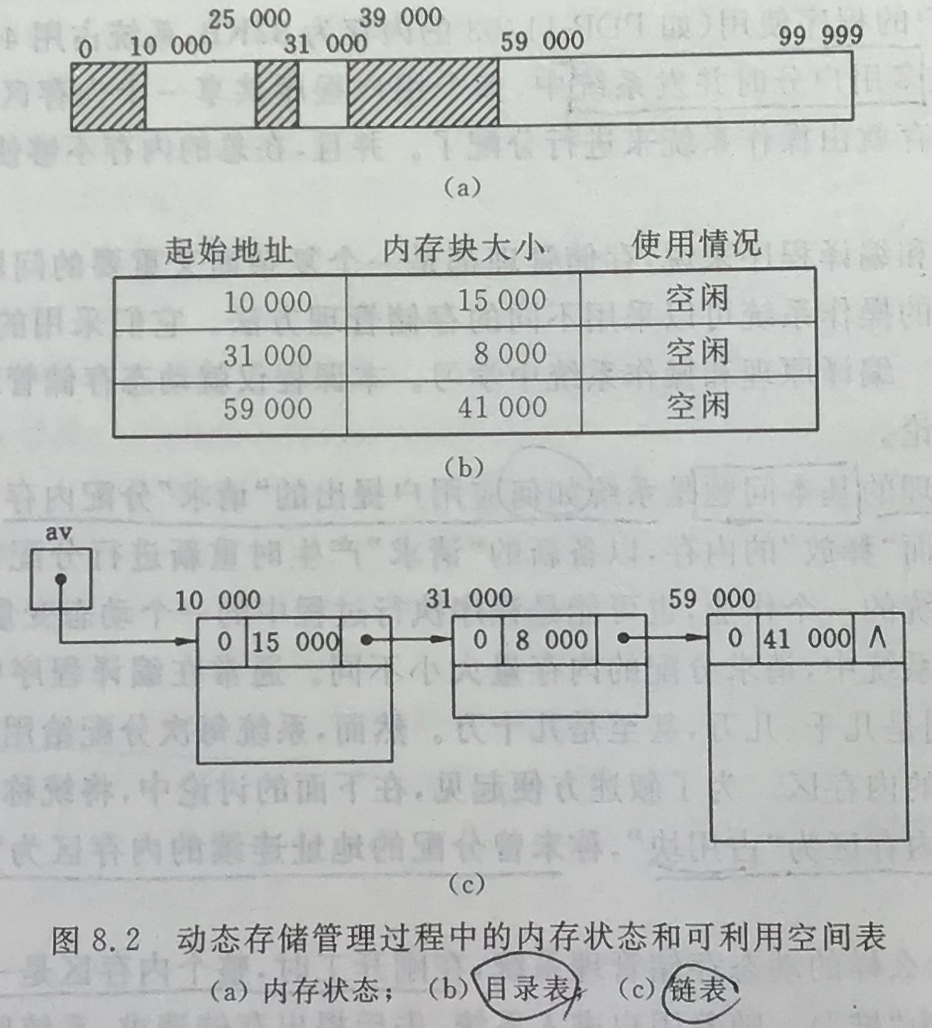 25 000 39 000
0 10 000 31 000 59 000 99 999
(a)
起始地址 内存块大小 使用情况
10 000 15 000 空闲
31 000 8 000 空闲
59 000 41 000 空闲
(b)
av
10 000 31 000 59 000
0 15 000 0 8 000 0 41 000 ∧
(c)
图 8.2 动态存储管理过程中的内存状态和可利用空间表
(a) 内存状态; (b) 目录表; (c) 链表